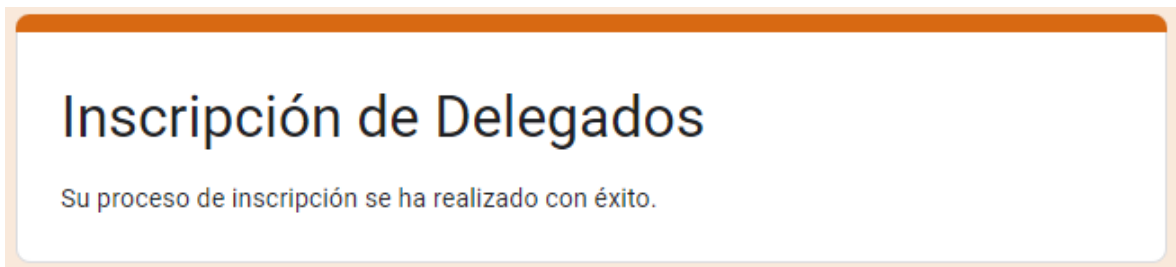 Inscripción de Delegados
Su proceso de inscripción se ha realizado con éxito.